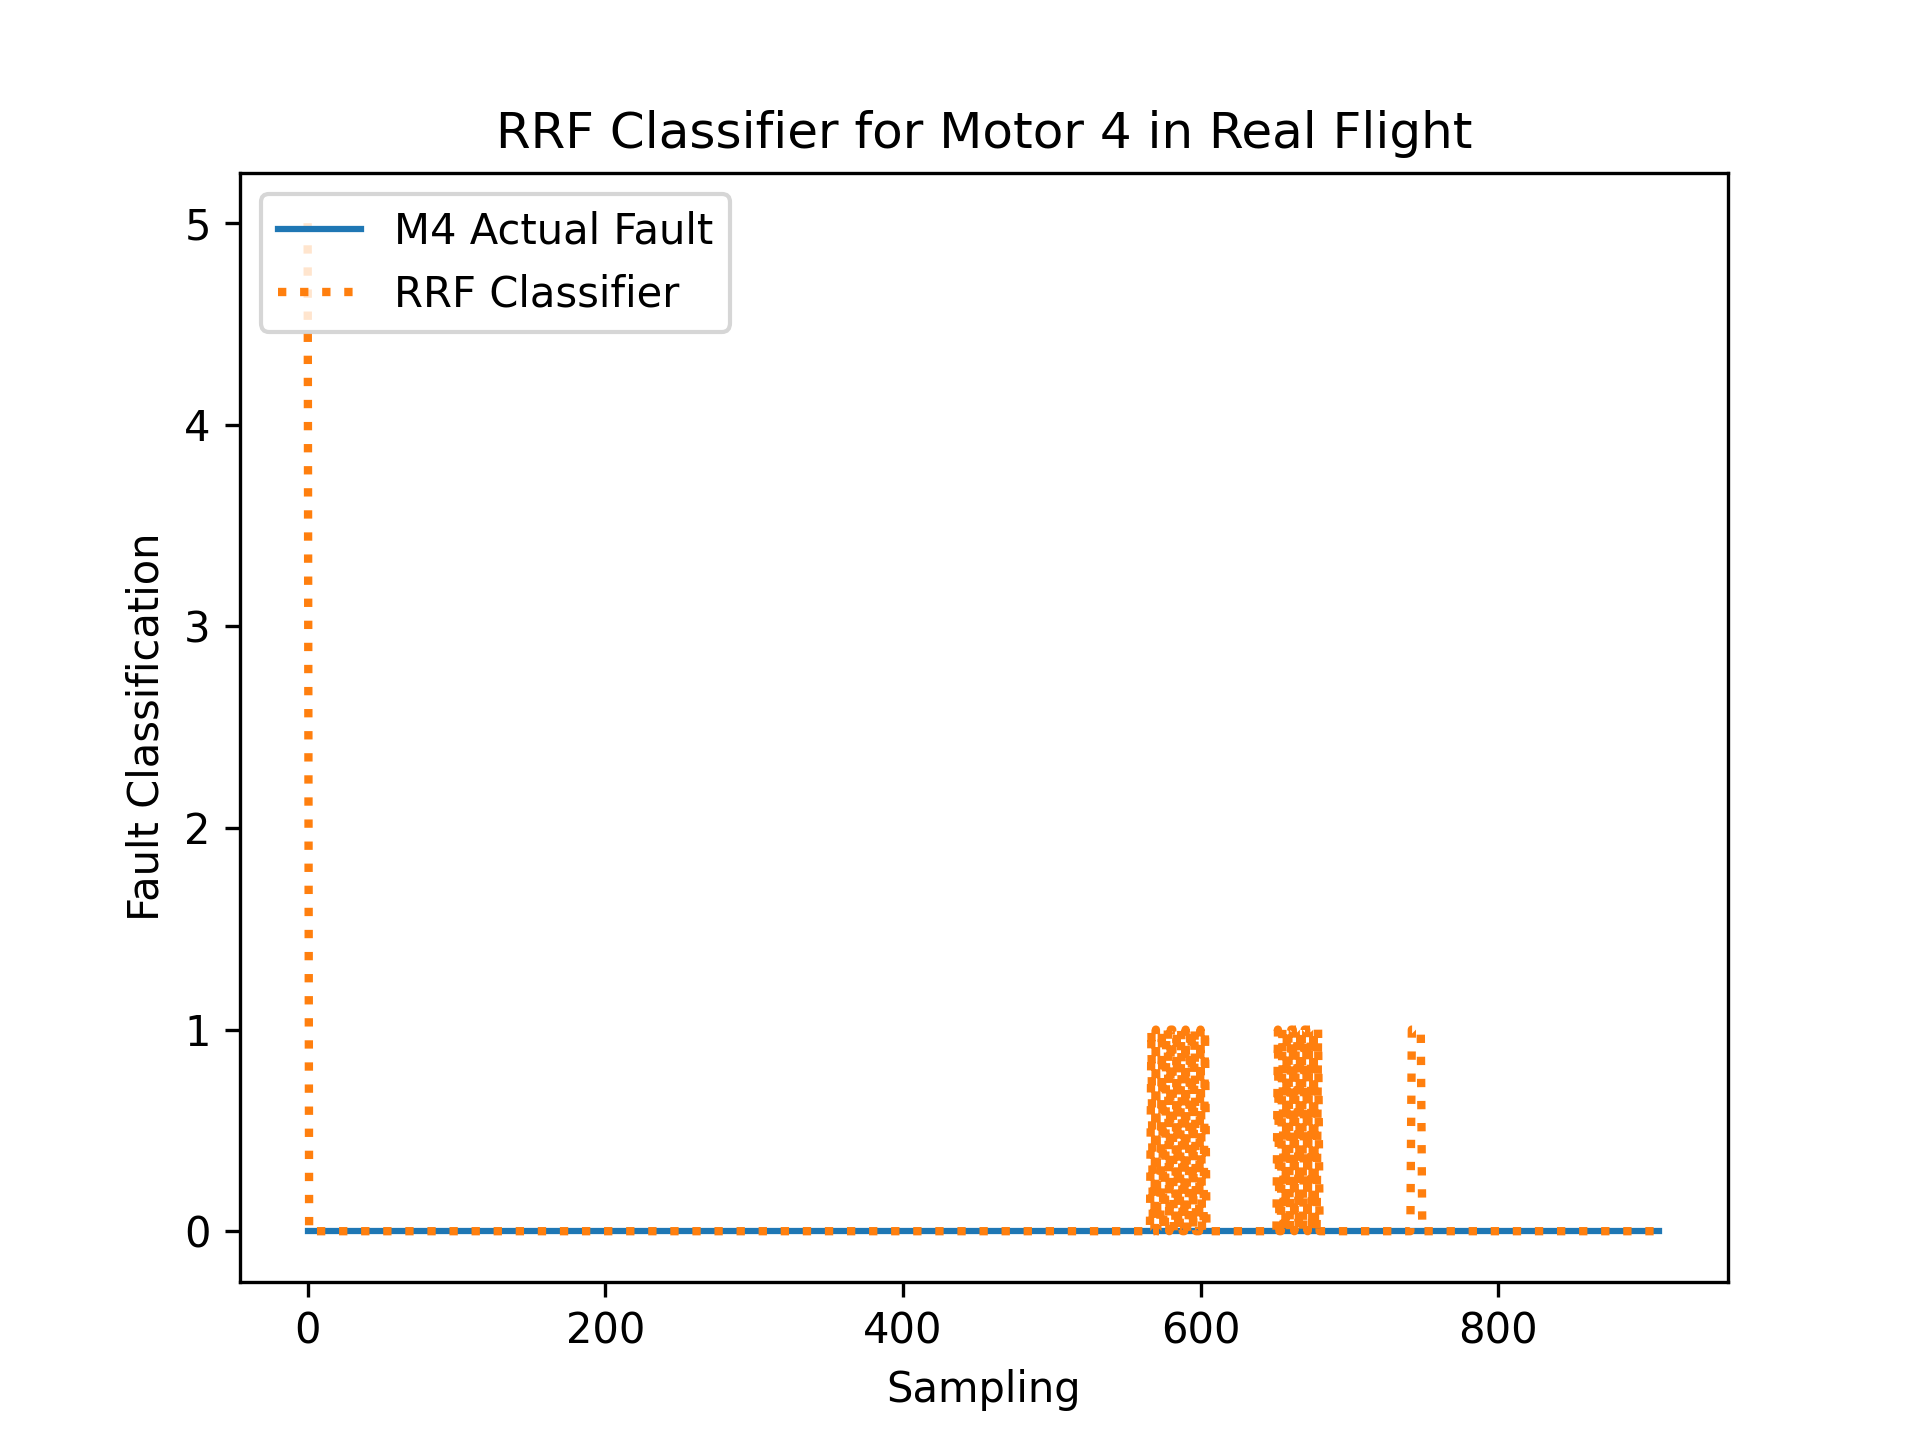 RRF Classifier for Motor 4 in Real Flight
M4 Actual Fault
RRF Classifier
5
4
3
2
1
0
Fault Classification
0 200 400 600 800
Sampling